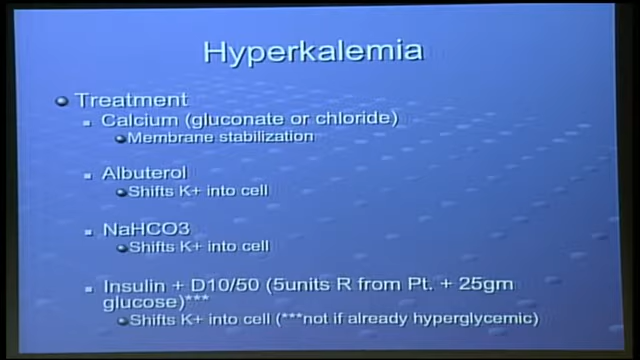 Hyperkalemia
Treatment
Calcium (gluconate or chloride)
Membrane stabilization
Albuterol
Shifts K+ into cell
NaHCO3
Shifts K+ into cell
Insulin + D10/50 (5units R from Pt. + 25gm
glucose)***
Shifts K+ into cell (***not if already hyperglycemic)